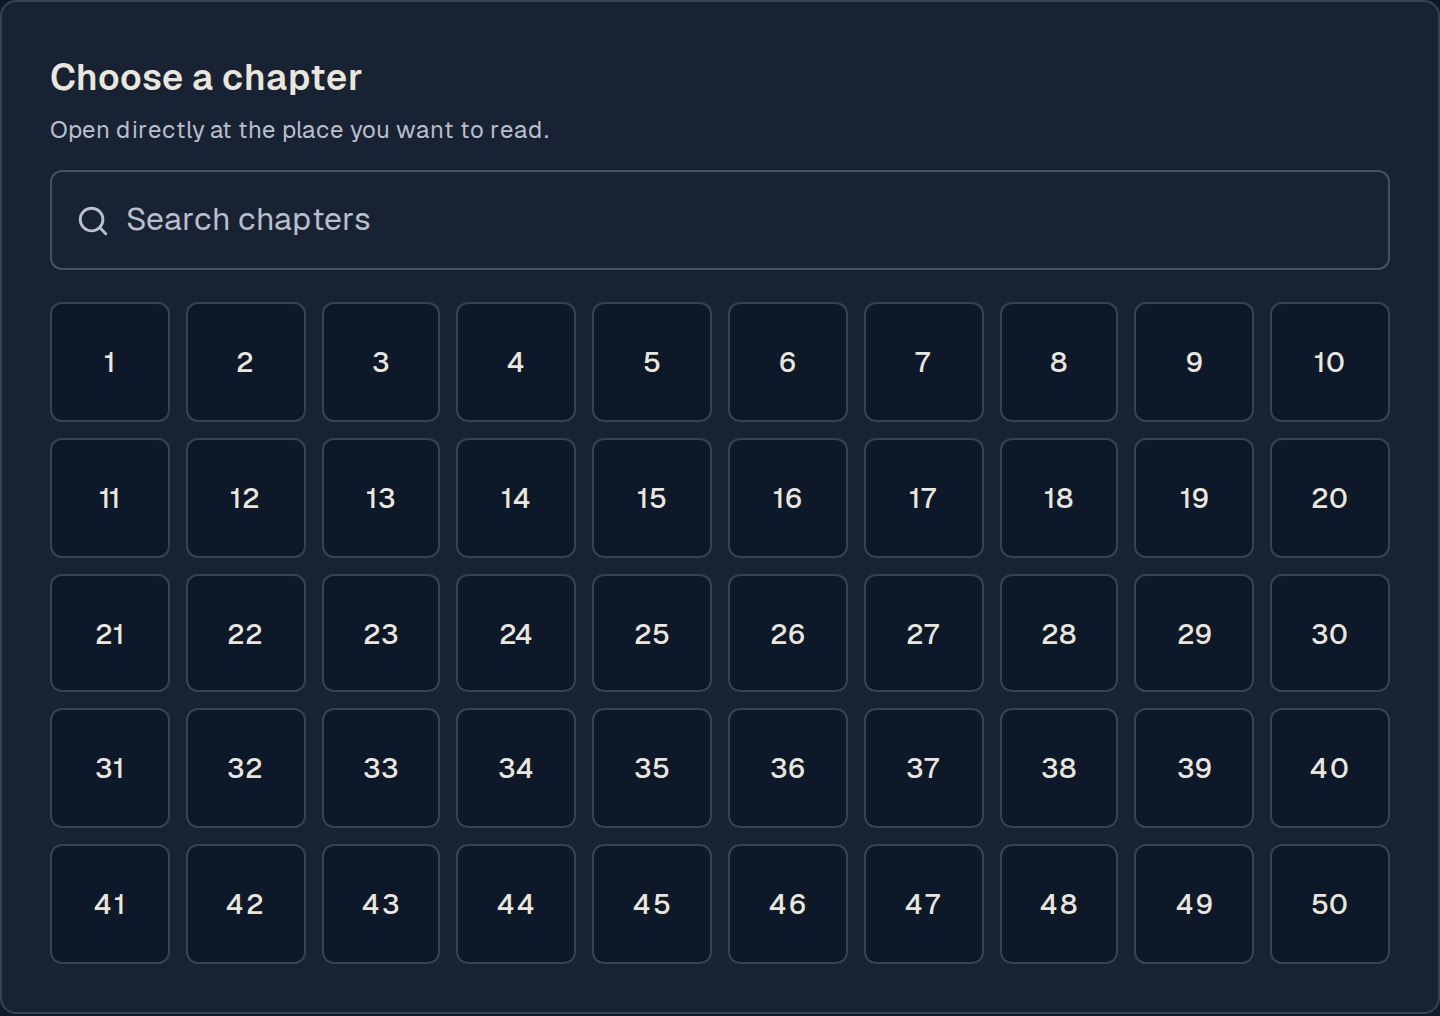 Choose a chapter
Open directly at the place you want to read.
Search chapters
1 2 3 4 5 6 7 8 9 10
11 12 13 14 15 16 17 18 19 20
21 22 23 24 25 26 27 28 29 30
31 32 33 34 35 36 37 38 39 40
41 42 43 44 45 46 47 48 49 50